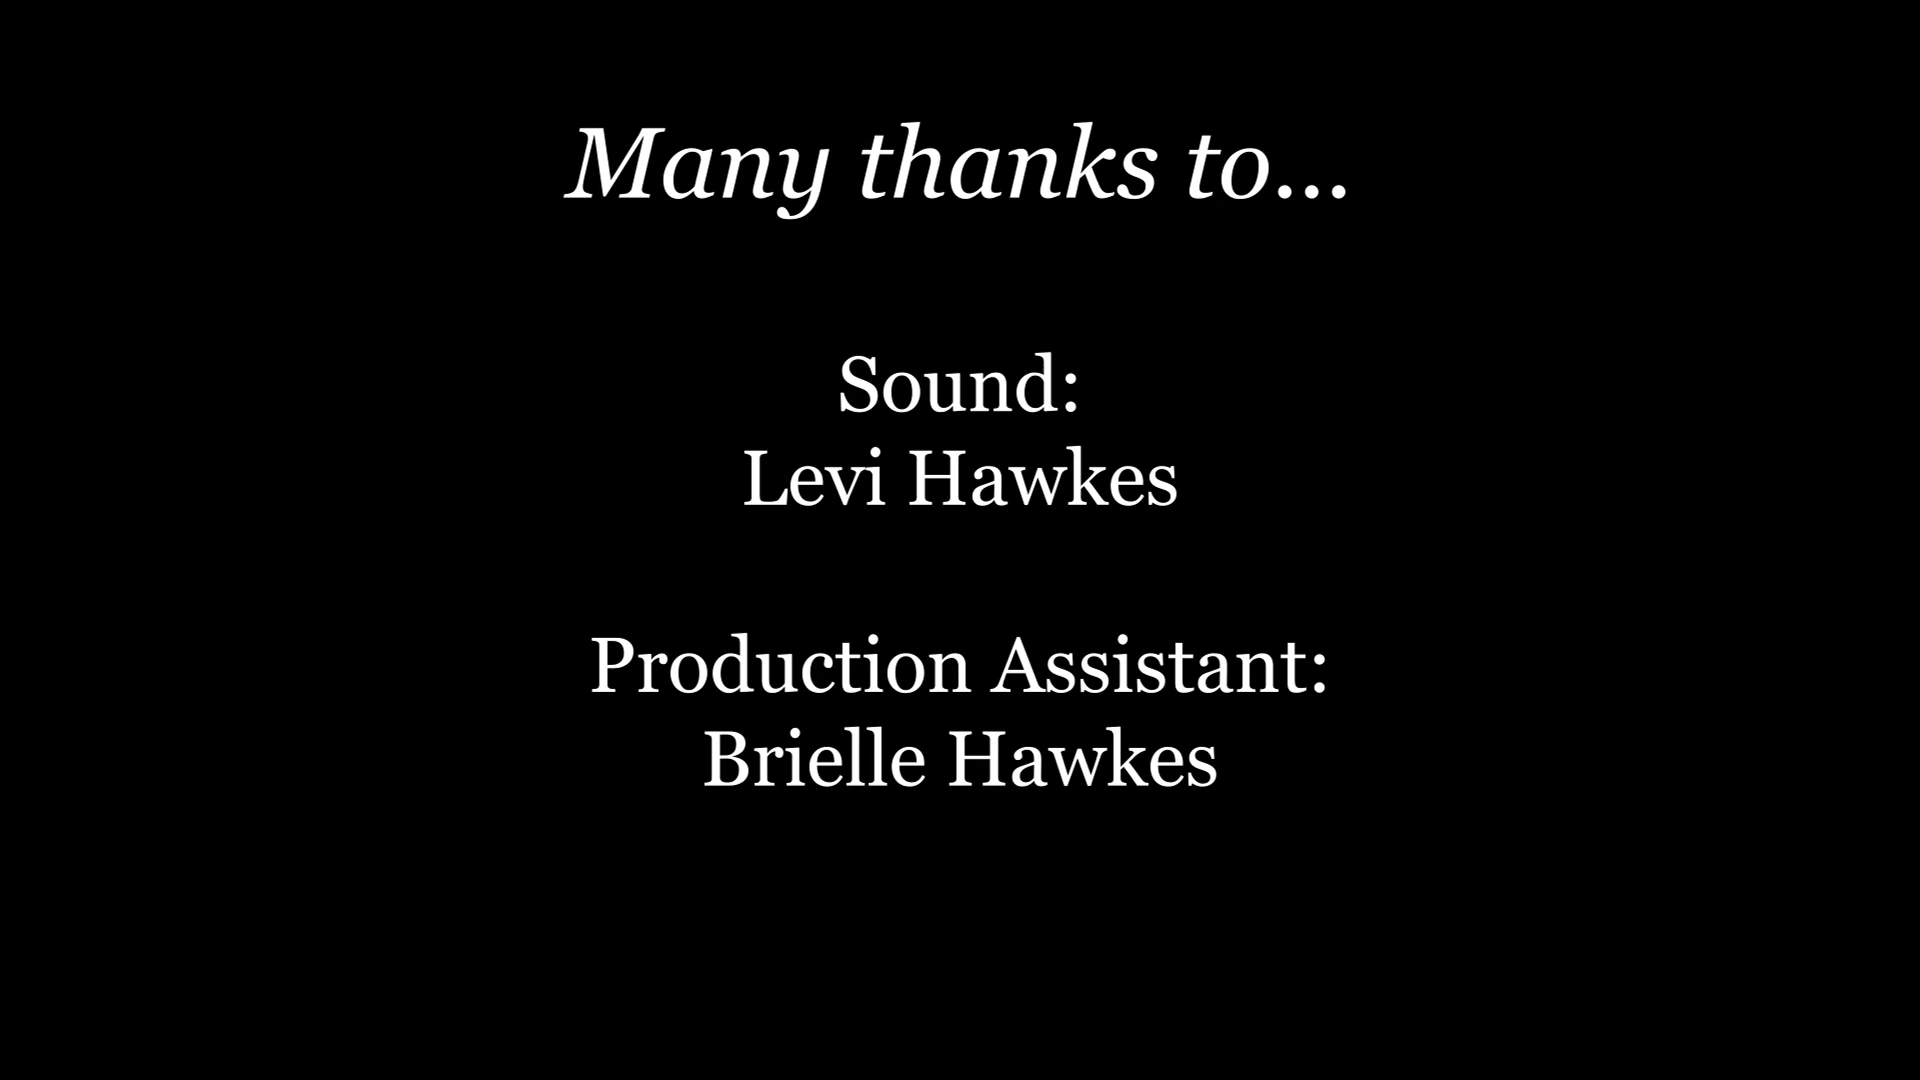 Many thanks to...
Sound:
Levi Hawkes
Production Assistant:
Brielle Hawkes